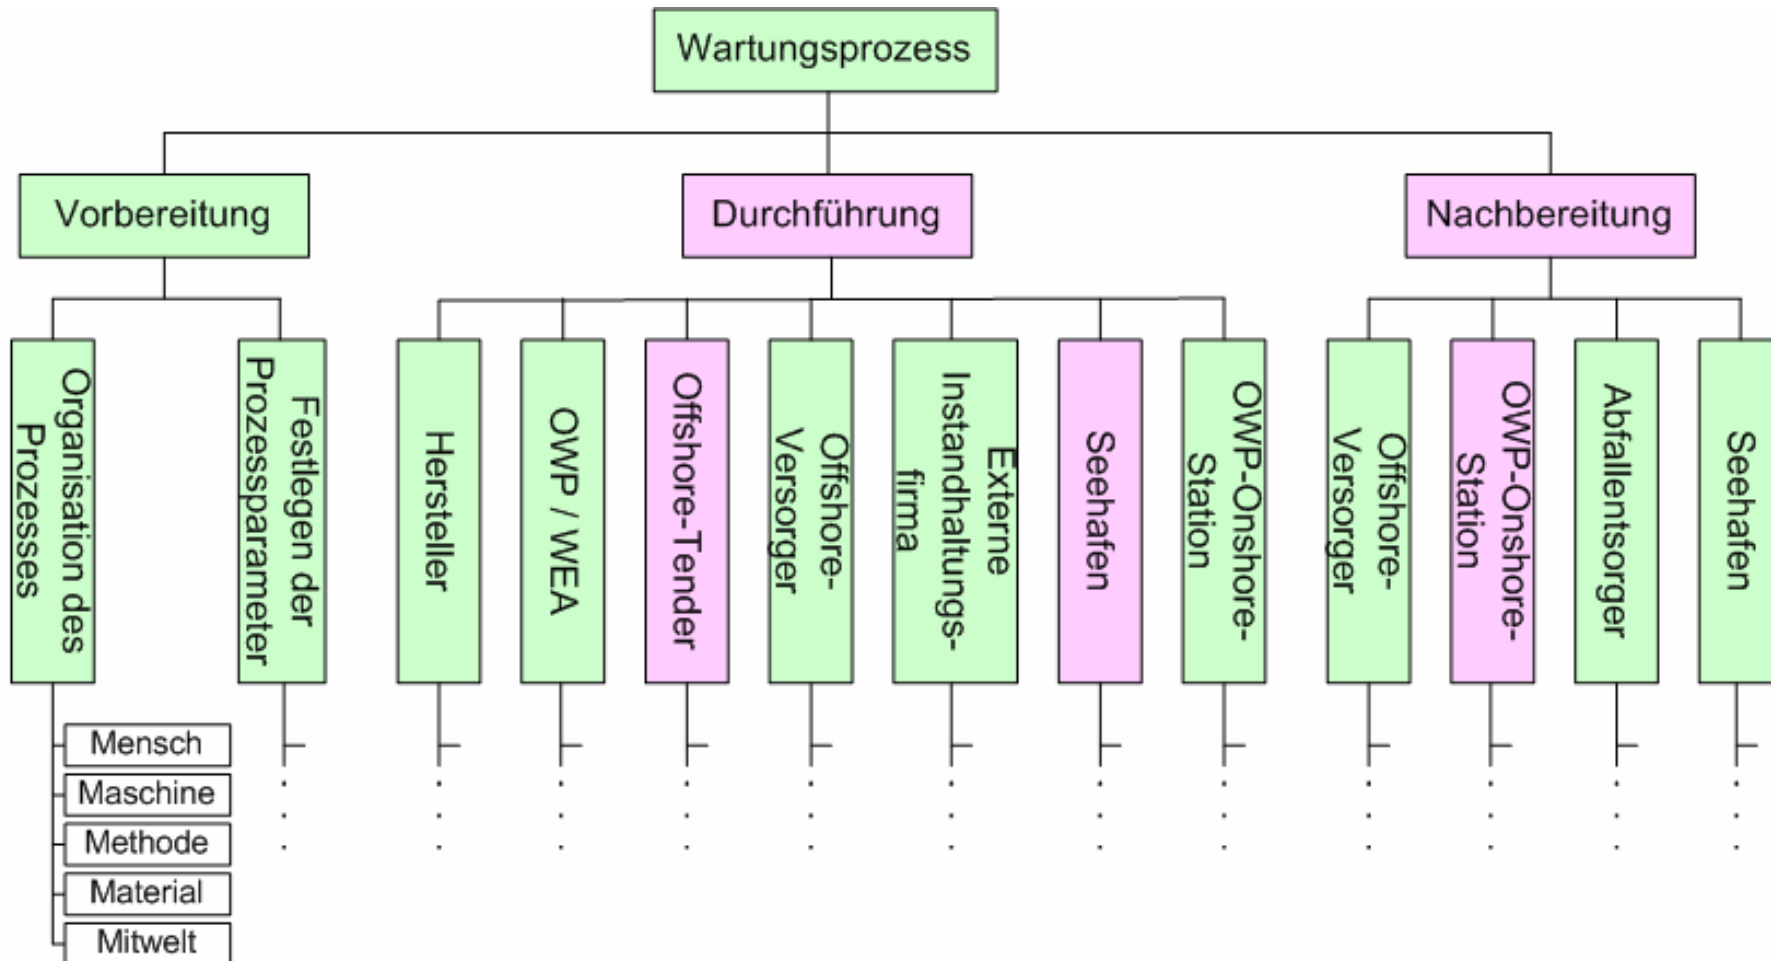 Wartungsprozess
Vorbereitung
Durchführung
Nachbereitung
Organisation des
Prozesses
Festlegen der
Prozessparameter
Hersteller
OWP / WEA
Offshore-Tender
Offshore-
Versorger
Externe
Instandhaltungs-
firma
Seehafen
OWP-Onshore-
Station
Offshore-
Versorger
OWP-Onshore-
Station
Abfallentsorger
Seehafen
Mensch
Maschine
Methode
Material
Mitwelt